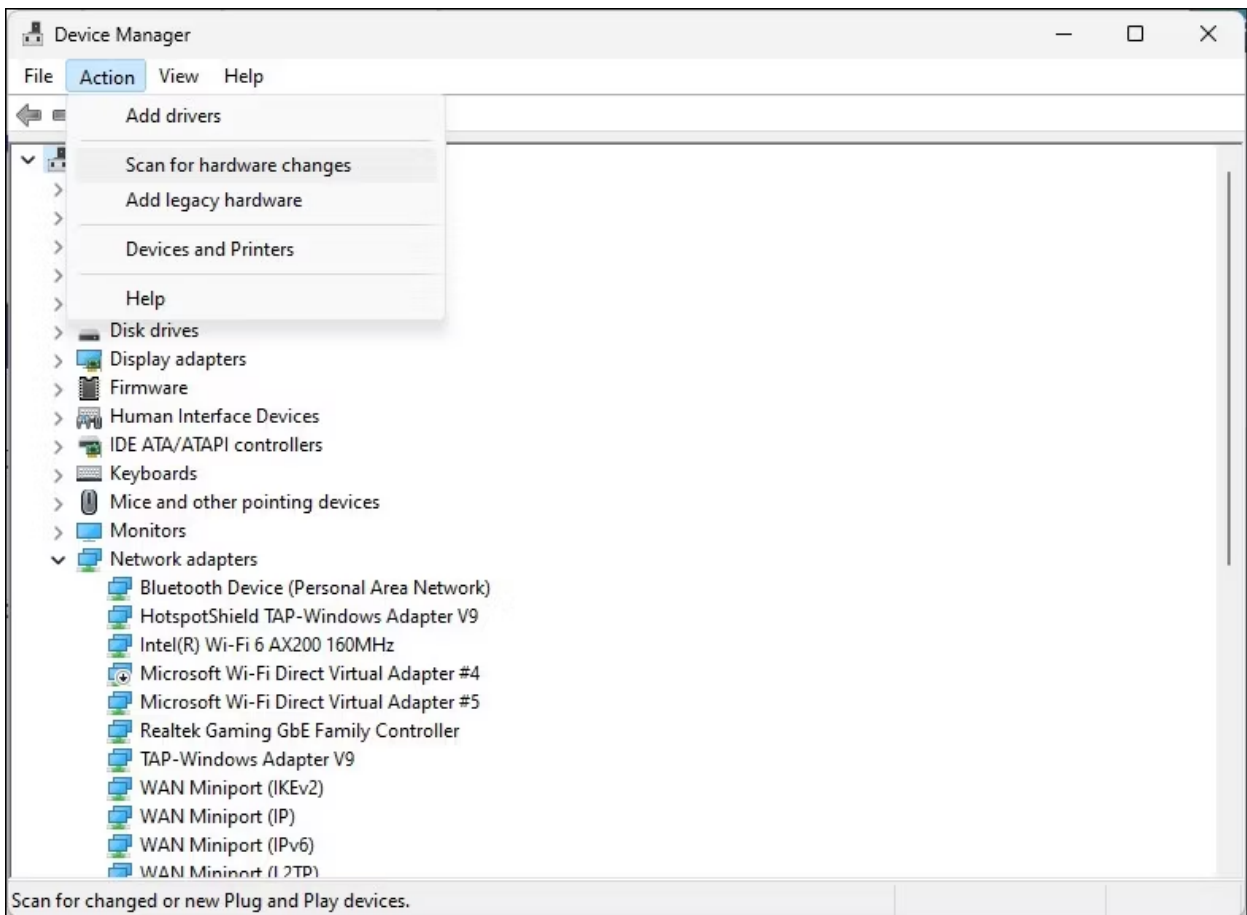 Device Manager
File Action View Help
Add drivers
Scan for hardware changes
Add legacy hardware
Devices and Printers
Help
Disk drives
Display adapters
Firmware
Human Interface Devices
IDE ATA/ATAPI controllers
Keyboards
Mice and other pointing devices
Monitors
Network adapters
Bluetooth Device (Personal Area Network)
HotspotShield TAP-Windows Adapter V9
Intel(R) Wi-Fi 6 AX200 160MHz
Microsoft Wi-Fi Direct Virtual Adapter #4
Microsoft Wi-Fi Direct Virtual Adapter #5
Realtek Gaming GbE Family Controller
TAP-Windows Adapter V9
WAN Miniport (IKEv2)
WAN Miniport (IP)
WAN Miniport (IPv6)
WAN Miniport (L2TP)
Scan for changed or new Plug and Play devices.